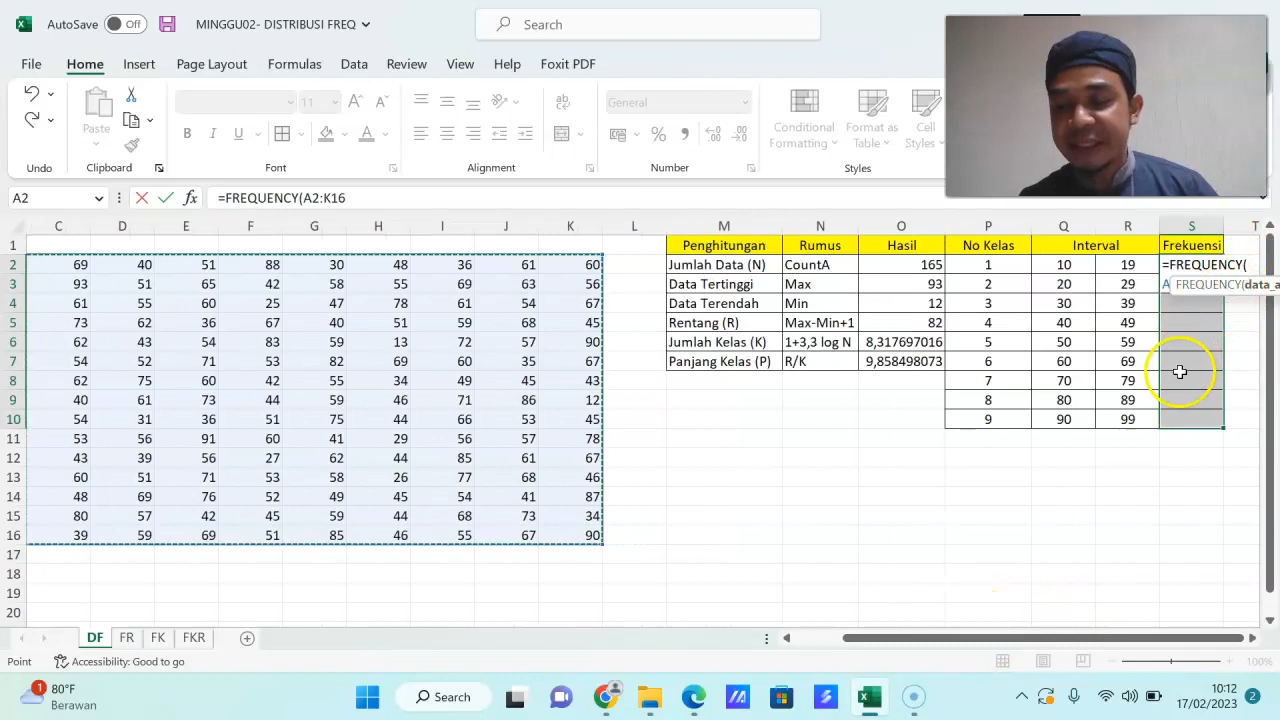 AutoSave Off MINGGU02- DISTRIBUSI FREQ Search
File Home Insert Page Layout Formulas Data Review View Help Foxit PDF
11 General
Paste B I U Conditional Formatting Format as Table Cell Styles
Undo Clipboard Font Alignment Number Styles
A2 fx =FREQUENCY(A2:K16
C D E F G H I J K L M N O P Q R S T
1 Penghitungan Rumus Hasil No Kelas Interval Frekuensi
2 69 40 51 88 30 48 36 61 60 Jumlah Data (N) CountA 165 1 10 19 =FREQUENCY(
3 93 51 65 42 58 55 69 63 56 Data Tertinggi Max 93 2 20 29 A FREQUENCY(data_a
4 61 55 60 25 47 78 61 54 67 Data Terendah Min 12 3 30 39
5 73 62 36 67 40 51 59 68 45 Rentang (R) Max-Min+1 82 4 40 49
6 62 43 54 83 59 13 72 57 90 Jumlah Kelas (K) 1+3,3 log N 8,317697016 5 50 59
7 54 52 71 53 82 69 60 35 67 Panjang Kelas (P) R/K 9,858498073 6 60 69
8 62 75 60 42 55 34 49 45 43 7 70 79
9 40 61 73 44 59 46 71 86 12 8 80 89
10 54 31 36 51 75 44 66 53 45 9 90 99
11 53 56 91 60 41 29 56 57 78
12 43 39 56 27 62 44 85 61 67
13 60 51 71 53 58 26 77 68 46
14 48 69 76 52 49 45 54 41 87
15 80 57 42 45 59 44 68 73 34
16 39 59 69 51 85 46 55 67 90
17
18
19
20
DF FR FK FKR
Point Accessibility: Good to go 100%
1 80°F Berawan Search 10:12 17/02/2023 2